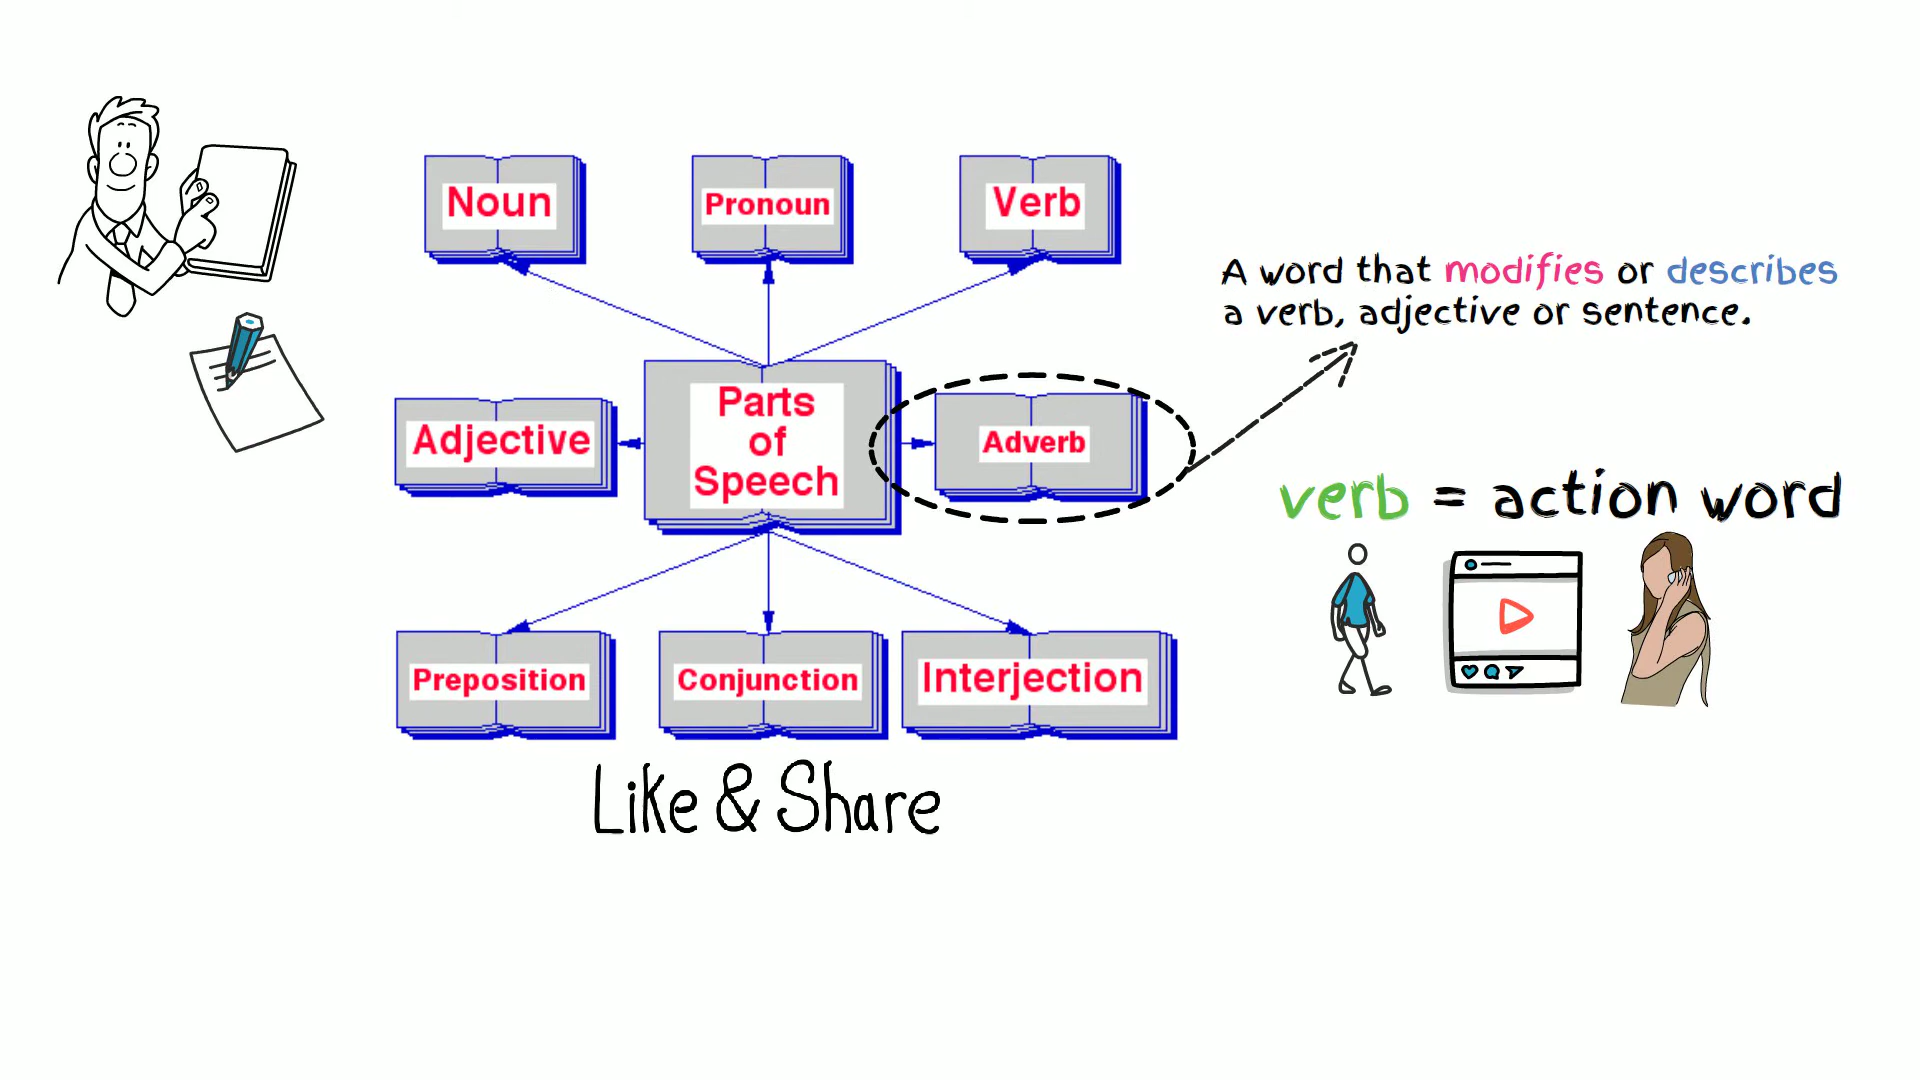 Noun
Pronoun
Verb
A word that modifies or describes
a verb, adjective or sentence.
Adjective
Parts
of
Speech
Adverb
verb = action word
Preposition
Conjunction
Interjection
Like & Share